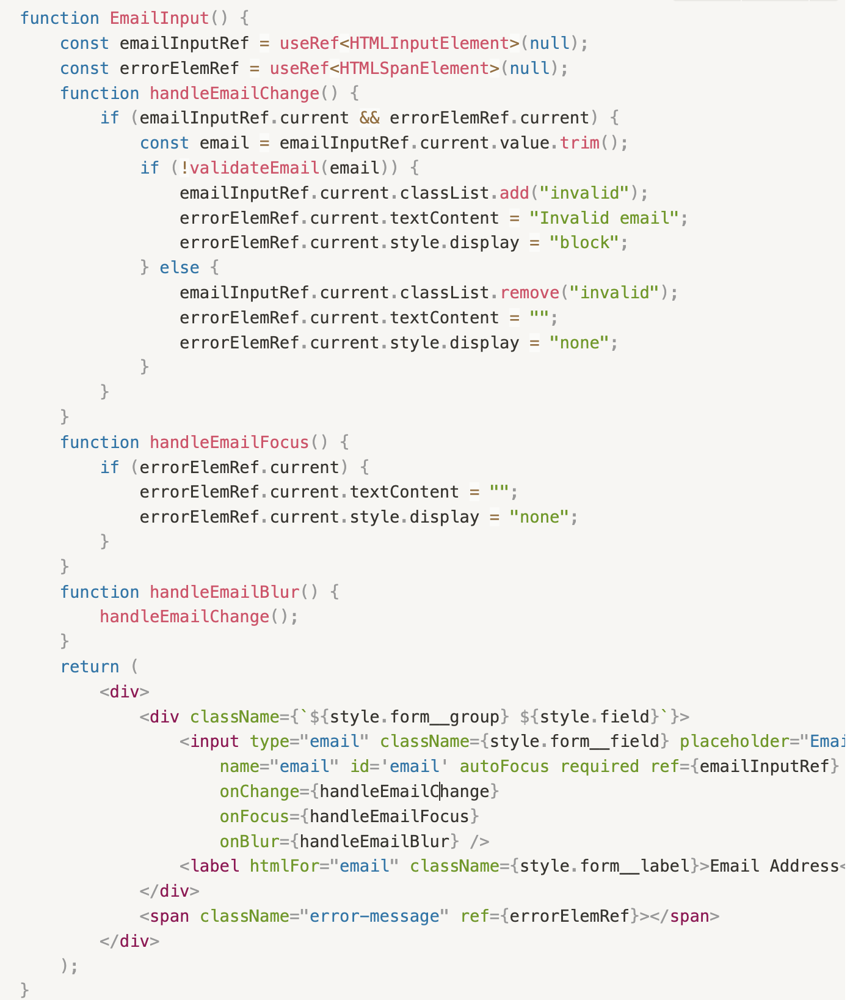 function EmailInput() {
    const emailInputRef = useRef<HTMLInputElement>(null);
    const errorElemRef = useRef<HTMLSpanElement>(null);
    function handleEmailChange() {
        if (emailInputRef.current && errorElemRef.current) {
            const email = emailInputRef.current.value.trim();
            if (!validateEmail(email)) {
                emailInputRef.current.classList.add("invalid");
                errorElemRef.current.textContent = "Invalid email";
                errorElemRef.current.style.display = "block";
            } else {
                emailInputRef.current.classList.remove("invalid");
                errorElemRef.current.textContent = "";
                errorElemRef.current.style.display = "none";
            }
        }
    }
    function handleEmailFocus() {
        if (errorElemRef.current) {
            errorElemRef.current.textContent = "";
            errorElemRef.current.style.display = "none";
        }
    }
    function handleEmailBlur() {
        handleEmailChange();
    }
    return (
        <div>
            <div className={`${style.form__group} ${style.field}`}>
                <input type="email" className={style.form__field} placeholder="Emai
                    name="email" id='email' autoFocus required ref={emailInputRef}
                    onChange={handleEmailChange}
                    onFocus={handleEmailFocus}
                    onBlur={handleEmailBlur} />
                <label htmlFor="email" className={style.form__label}>Email Address<
            </div>
            <span className="error-message" ref={errorElemRef}></span>
        </div>
    );
}